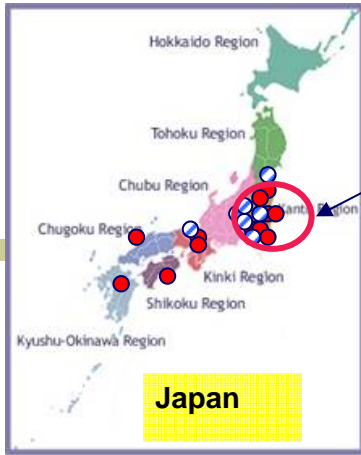 Hokkaido Region
Tohoku Region
Chubu Region
Kanto Region
Chugoku Region
Kinki Region
Shikoku Region
Kyushu-Okinawa Region
Japan